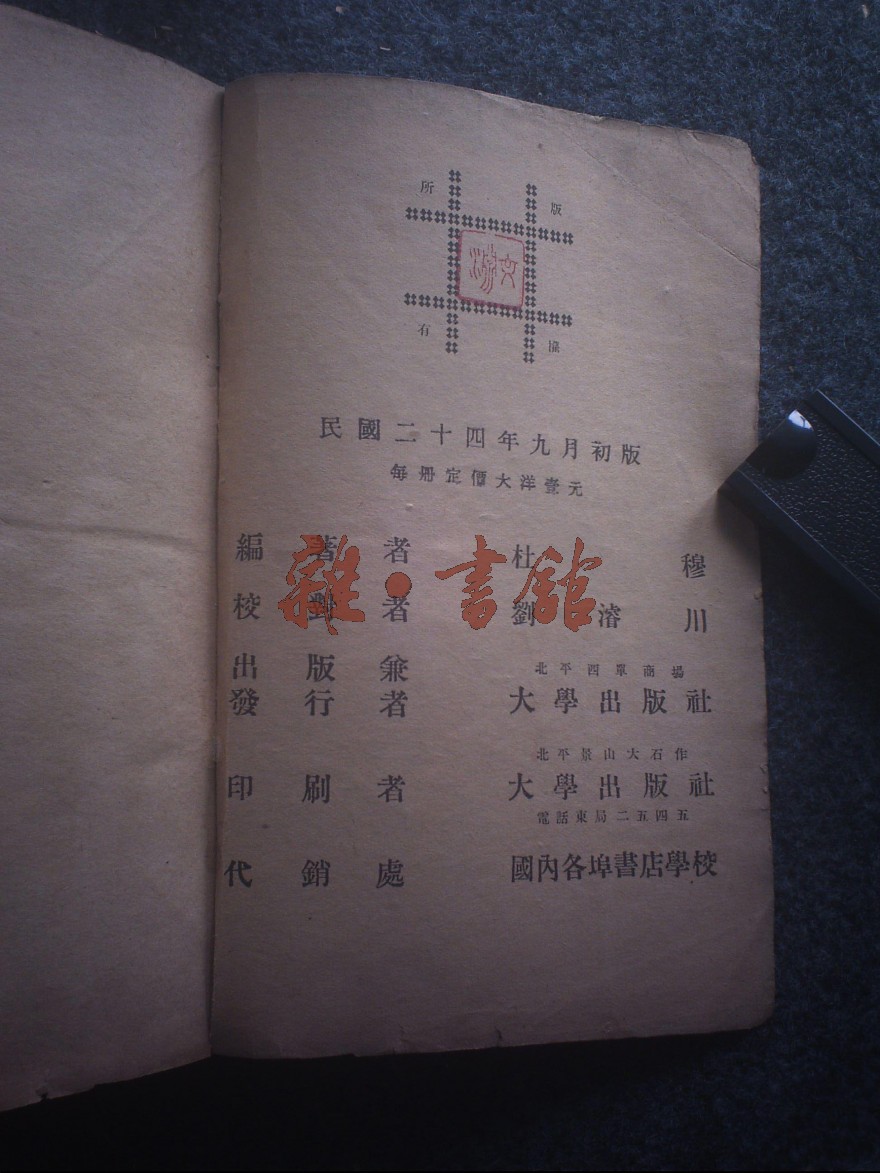 版權所有
民國二十四年九月初版
每册定價大洋壹元
編著者 杜穆
校對者 劉濬川
出版兼發行者 北平西單商場 大學出版社
印刷者 北平景山大石作 大學出版社 電話東局二五四五
代銷處 國內各埠書店學校
雜·書館